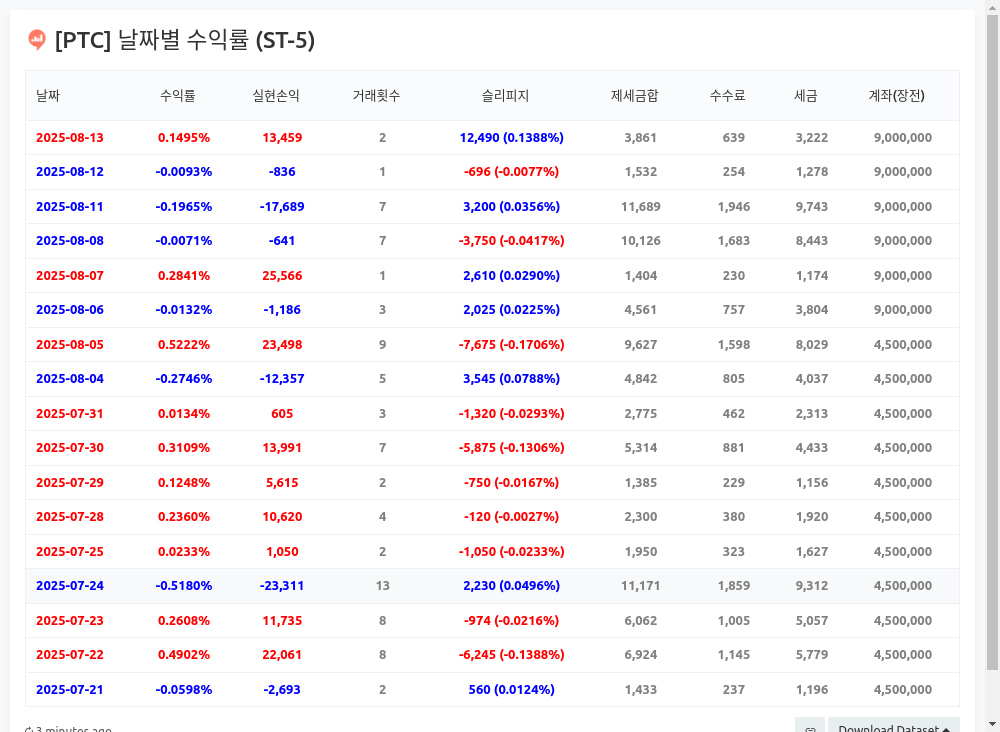 [PTC] 날짜별 수익률 (ST-5)
날짜 수익률 실현손익 거래횟수 슬리피지 제세금합 수수료 세금 계좌(장전)
2025-08-13 0.1495% 13,459 2 12,490 (0.1388%) 3,861 639 3,222 9,000,000
2025-08-12 -0.0093% -836 1 -696 (-0.0077%) 1,532 254 1,278 9,000,000
2025-08-11 -0.1965% -17,689 7 3,200 (0.0356%) 11,689 1,946 9,743 9,000,000
2025-08-08 -0.0071% -641 7 -3,750 (-0.0417%) 10,126 1,683 8,443 9,000,000
2025-08-07 0.2841% 25,566 1 2,610 (0.0290%) 1,404 230 1,174 9,000,000
2025-08-06 -0.0132% -1,186 3 2,025 (0.0225%) 4,561 757 3,804 9,000,000
2025-08-05 0.5222% 23,498 9 -7,675 (-0.1706%) 9,627 1,598 8,029 4,500,000
2025-08-04 -0.2746% -12,357 5 3,545 (0.0788%) 4,842 805 4,037 4,500,000
2025-07-31 0.0134% 605 3 -1,320 (-0.0293%) 2,775 462 2,313 4,500,000
2025-07-30 0.3109% 13,991 7 -5,875 (-0.1306%) 5,314 881 4,433 4,500,000
2025-07-29 0.1248% 5,615 2 -750 (-0.0167%) 1,385 229 1,156 4,500,000
2025-07-28 0.2360% 10,620 4 -120 (-0.0027%) 2,300 380 1,920 4,500,000
2025-07-25 0.0233% 1,050 2 -1,050 (-0.0233%) 1,950 323 1,627 4,500,000
2025-07-24 -0.5180% -23,311 13 2,230 (0.0496%) 11,171 1,859 9,312 4,500,000
2025-07-23 0.2608% 11,735 8 -974 (-0.0216%) 6,062 1,005 5,057 4,500,000
2025-07-22 0.4902% 22,061 8 -6,245 (-0.1388%) 6,924 1,145 5,779 4,500,000
2025-07-21 -0.0598% -2,693 2 560 (0.0124%) 1,433 237 1,196 4,500,000
3 minutes ago Download Dataset